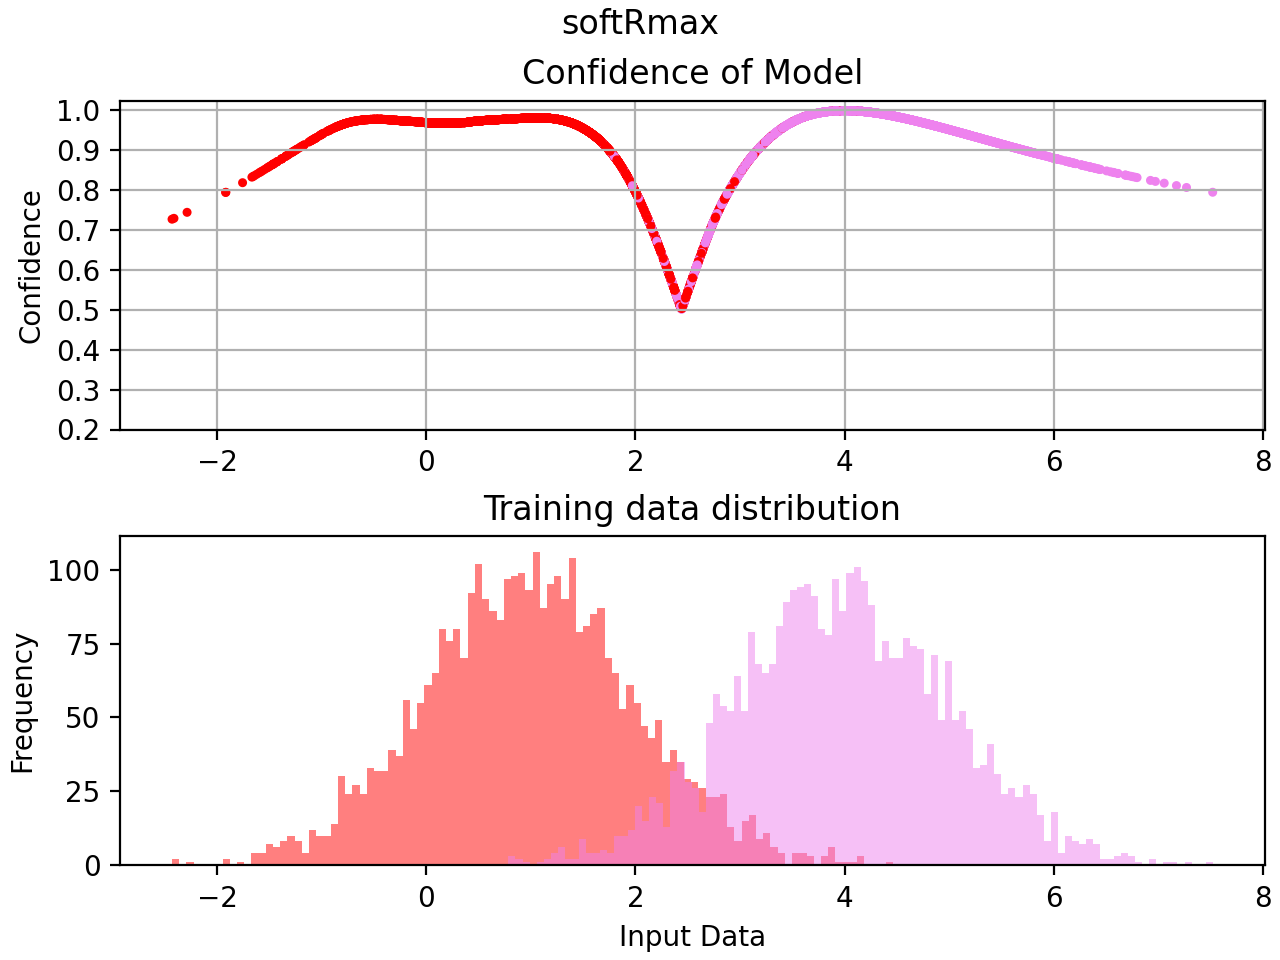 softRmax
Confidence of Model
1.0
0.9
0.8
0.7
0.6
0.5
0.4
0.3
0.2
Confidence
−2 0 2 4 6 8
Training data distribution
100
75
50
25
0
Frequency
−2 0 2 4 6 8
Input Data